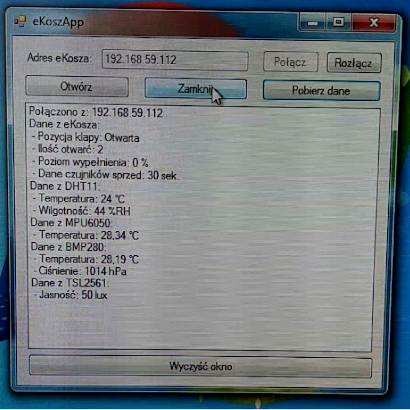 eKoszApp
Adres eKosza: 192.168.59.112 Połącz Rozłącz
Otwórz Zamknij Pobierz dane
Połączono z: 192.168.59.112
Dane z eKosza:
- Pozycja klapy: Otwarta
- Ilość otwarć: 2
- Poziom wypełnienia: 0 %
- Dane czujników sprzed: 30 sek.
Dane z DHT11:
- Temperatura: 24 °C
- Wilgotność: 44 %RH
Dane z MPU6050:
- Temperatura: 28,34 °C
Dane z BMP280:
- Temperatura: 28,19 °C
- Ciśnienie: 1014 hPa
Dane z TSL2561:
- Jasność: 50 lux
Wyczyść okno